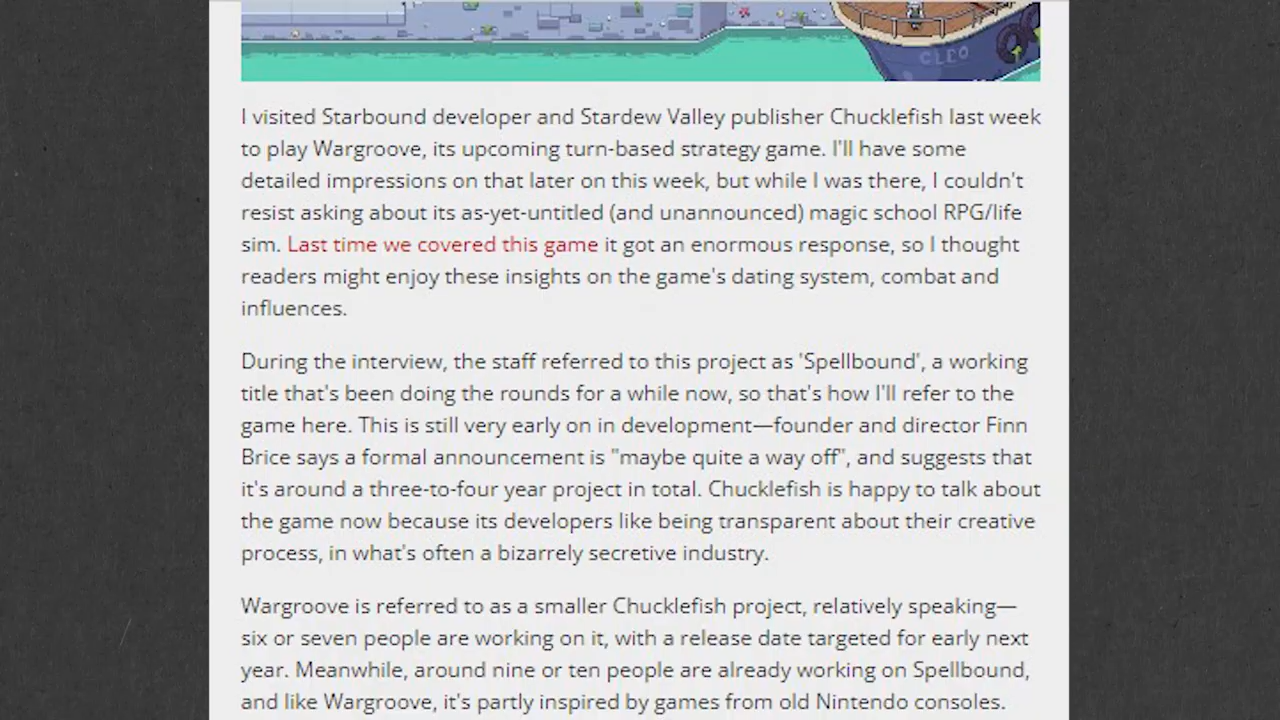 CLEO
I visited Starbound developer and Stardew Valley publisher Chucklefish last week
to play Wargroove, its upcoming turn-based strategy game. I'll have some
detailed impressions on that later on this week, but while I was there, I couldn't
resist asking about its as-yet-untitled (and unannounced) magic school RPG/life
sim. Last time we covered this game it got an enormous response, so I thought
readers might enjoy these insights on the game's dating system, combat and
influences.
During the interview, the staff referred to this project as 'Spellbound', a working
title that's been doing the rounds for a while now, so that's how I'll refer to the
game here. This is still very early on in development—founder and director Finn
Brice says a formal announcement is "maybe quite a way off", and suggests that
it's around a three-to-four year project in total. Chucklefish is happy to talk about
the game now because its developers like being transparent about their creative
process, in what's often a bizarrely secretive industry.
Wargroove is referred to as a smaller Chucklefish project, relatively speaking—
six or seven people are working on it, with a release date targeted for early next
year. Meanwhile, around nine or ten people are already working on Spellbound,
and like Wargroove, it's partly inspired by games from old Nintendo consoles.